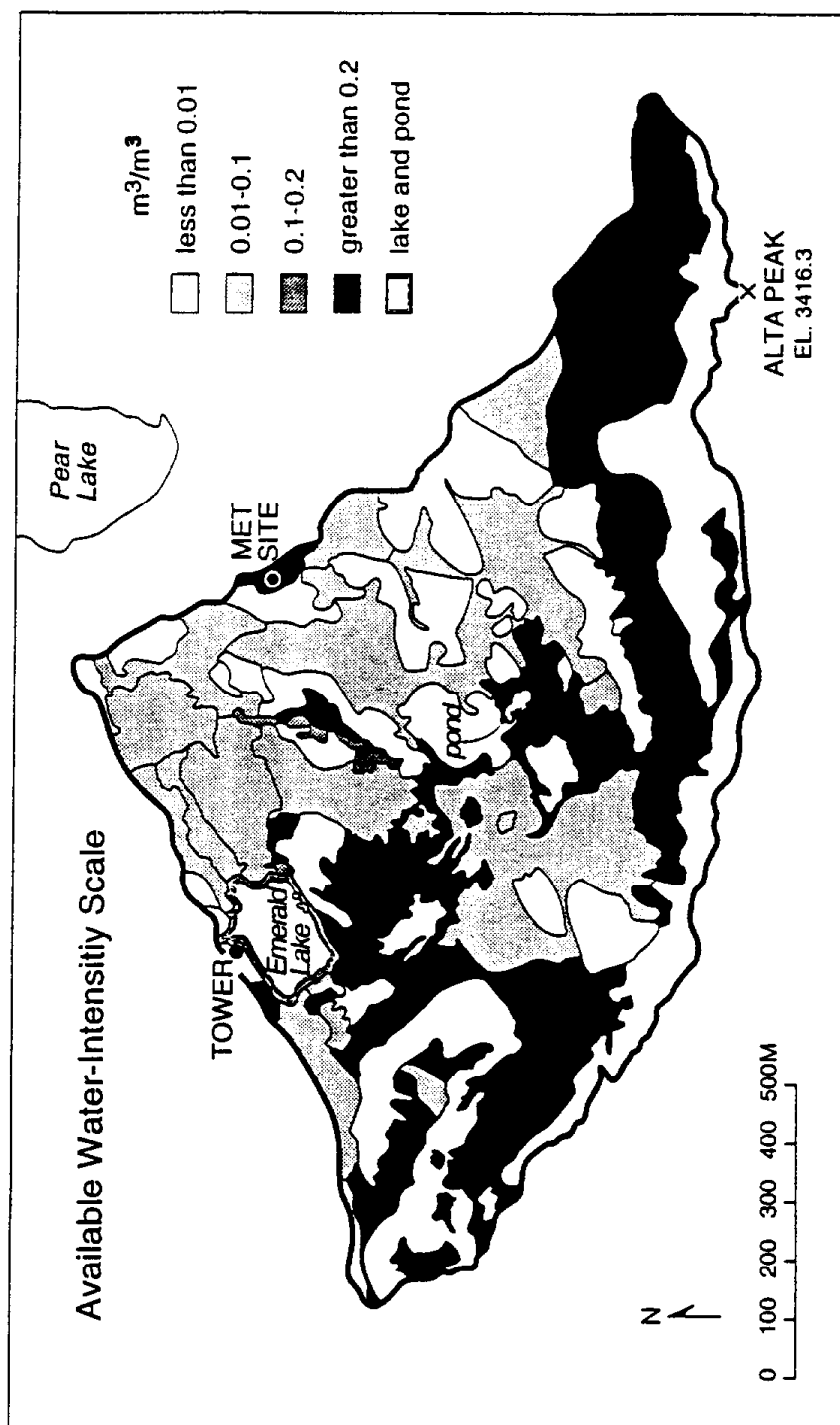 Available Water-Intensitiy Scale
m³/m³
less than 0.01
0.01-0.1
0.1-0.2
greater than 0.2
lake and pond
Pear
Lake
MET
SITE
TOWER
Emerald
Lake
pond
ALTA PEAK
EL. 3416.3
N
0 100 200 300 400 500M